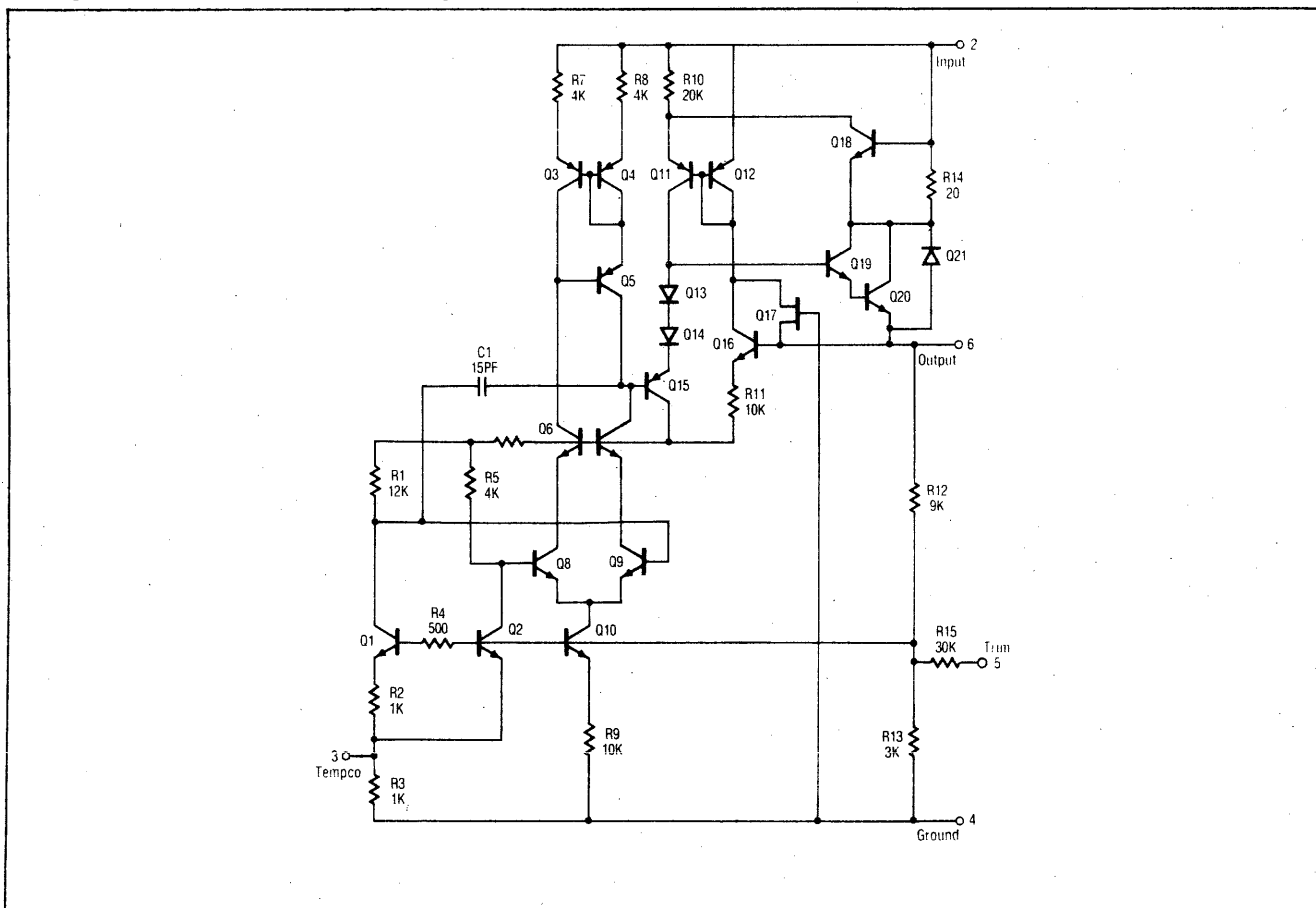 2
Input
R7
4K
R8
4K
R10
20K
Q18
Q3
Q4
Q11
Q12
R14
20
Q5
Q19
Q21
Q13
Q20
Q17
Q14
Q16
6
Output
C1
15PF
Q15
R11
10K
Q6
R1
12K
R5
4K
R12
9K
Q8
Q9
R4
500
Q1
Q2
Q10
R15
30K
Trim
5
R2
1K
R9
10K
R13
3K
3
Tempco
R3
1K
4
Ground